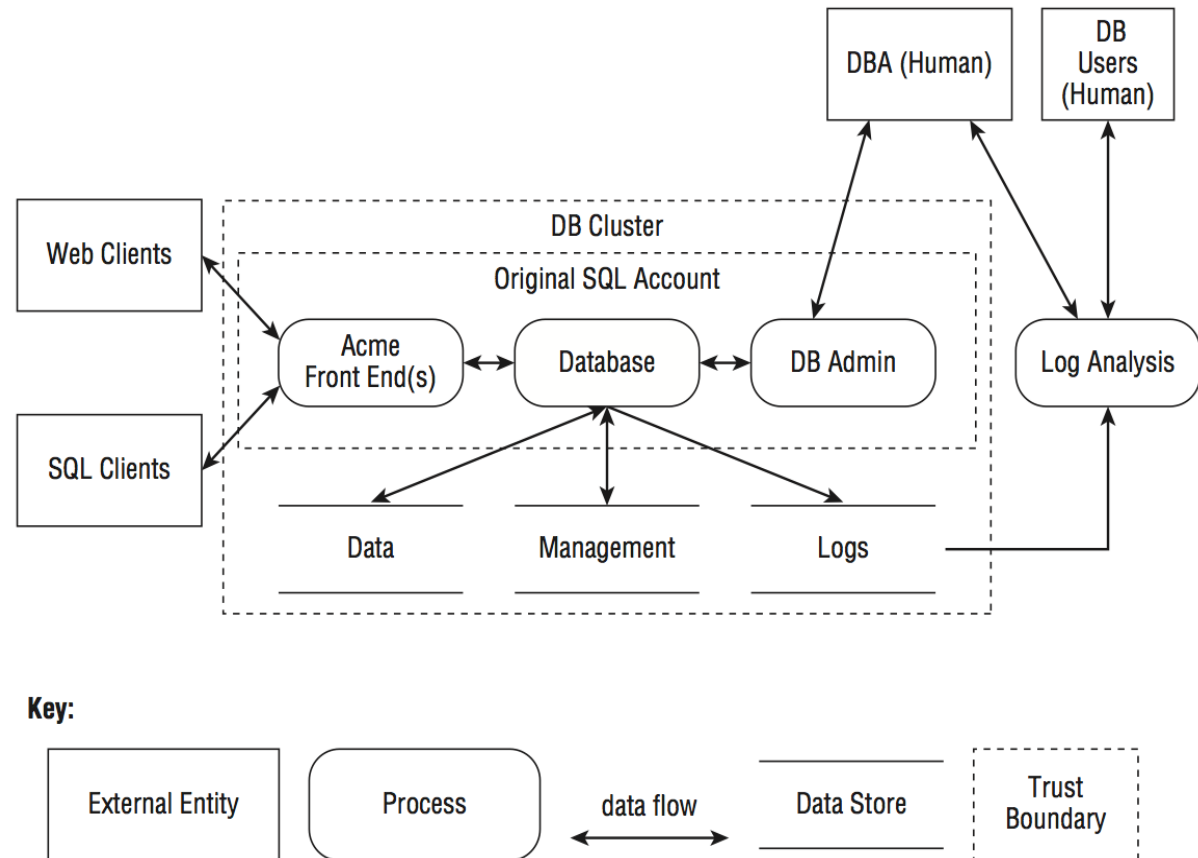 DBA (Human)
DB
Users
(Human)
Web Clients
DB Cluster
Original SQL Account
Acme
Front End(s)
Database
DB Admin
Log Analysis
SQL Clients
Data
Management
Logs
Key:
External Entity
Process
data flow
Data Store
Trust
Boundary